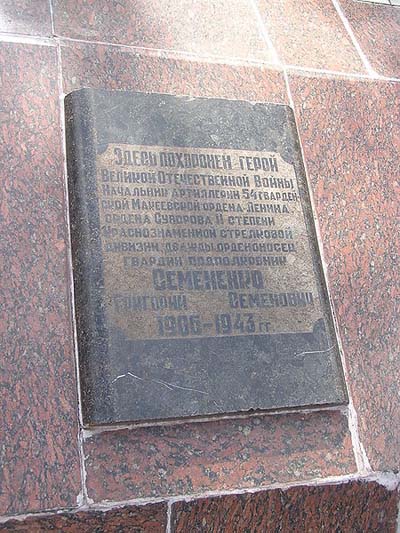 Здесь похоронен герой
Великой Отечественной Войны
Начальник артиллерии 54 гвардей-
ской Макеевской ордена Ленина
ордена Суворова II степени
Краснознаменной стрелковой
дивизии, дважды орденоносец
гвардии подполковник
Семененко
Григорий Семенович
1906–1943 гг